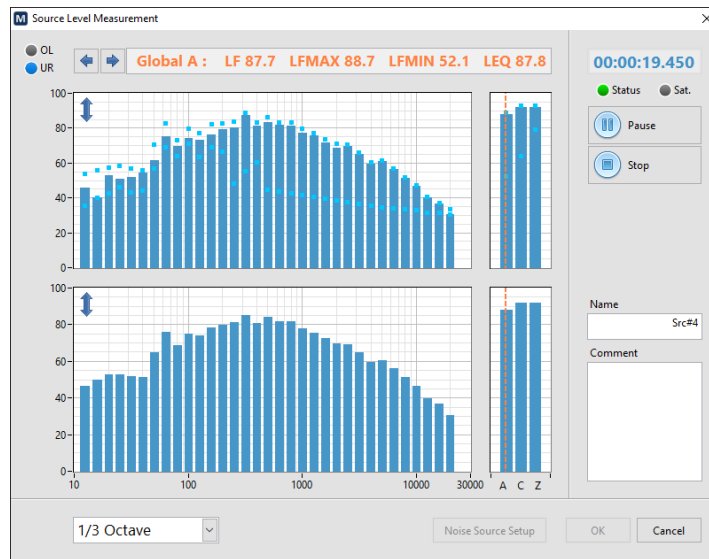 M Source Level Measurement
OL
UR
Global A : LF 87.7 LFMAX 88.7 LFMIN 52.1 LEQ 87.8
00:00:19.450
Status Sat.
Pause
Stop
100
80
60
40
20
0
100
80
60
40
20
0
10 100 1000 10000 30000 A C Z
Name
Src#4
Comment
1/3 Octave
Noise Source Setup OK Cancel